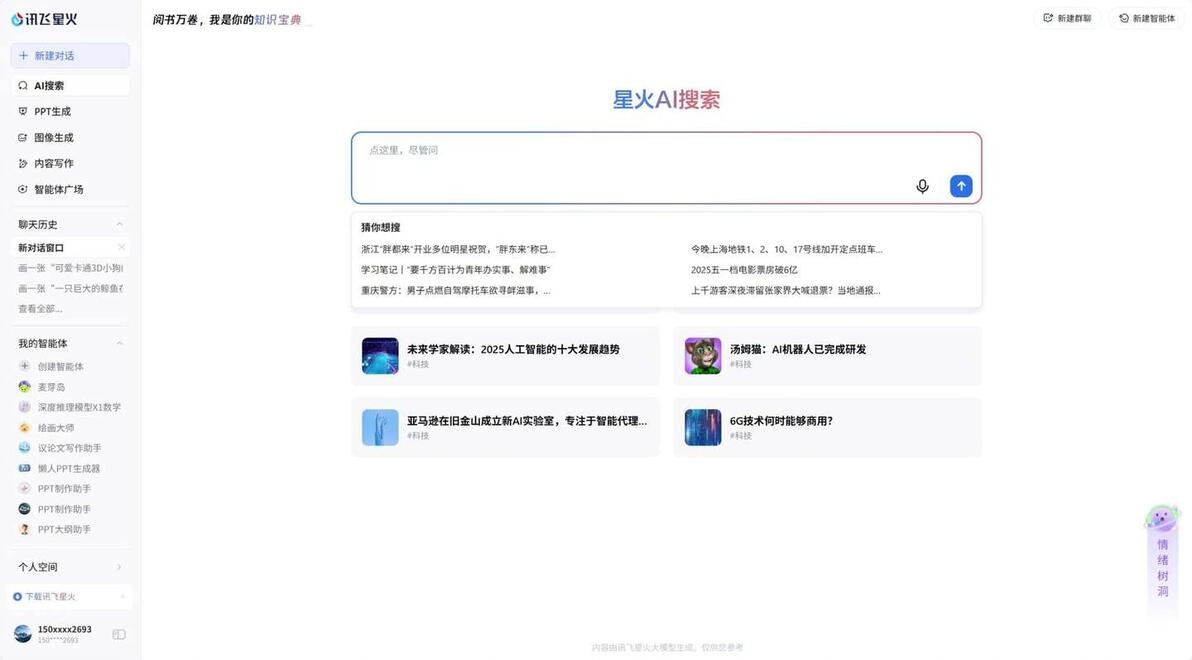 讯飞星火
新建对话
AI搜索
PPT生成
图像生成
内容写作
智能体广场
聊天历史
新对话窗口
画一张“可爱卡通3D小狗
画一张“一只巨大的鲸鱼在
查看全部...
我的智能体
创建智能体
麦芽岛
深度推理模型X1数学
绘画大师
议论文写作助手
懒人PPT生成器
PPT制作助手
PPT制作助手
PPT大纲助手
个人空间
下载讯飞星火
150xxxx2693
150****2693
阅书万卷，我是你的知识宝典__
新建群聊
新建智能体
星火AI搜索
点这里，尽管问
猜你想搜
浙江“胖都来”开业多位明星祝贺，“胖东来”称已...
今晚上海地铁1、2、10、17号线加开定点班车...
学习笔记丨“要千方百计为青年办实事、解难事”
2025五一档电影票房破6亿
重庆警方：男子点燃自驾摩托车欲寻衅滋事，...
上千游客深夜滞留张家界大喊退票？当地通报...
未来学家解读：2025人工智能的十大发展趋势
#科技
汤姆猫：AI机器人已完成研发
#科技
亚马逊在旧金山成立新AI实验室，专注于智能代理...
#科技
6G技术何时能够商用？
#科技
情绪树洞
内容由讯飞星火大模型生成，仅供您参考